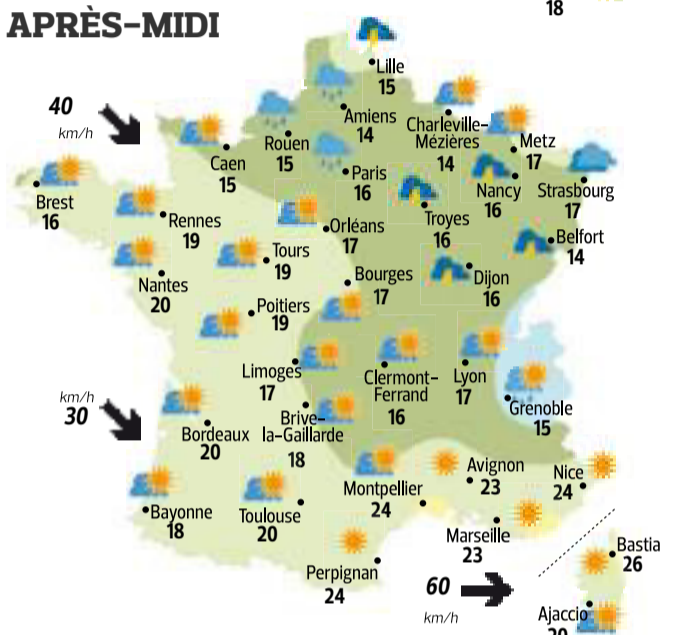 18
APRÈS–MIDI
Lille
15
40
km/h
Amiens
14
Charleville–
Mézières
14
Rouen
15
Caen
15
Metz
17
Paris
16
Nancy
16
Strasbourg
17
Brest
16
Rennes
19
Troyes
16
Orléans
17
Belfort
14
Tours
19
Nantes
20
Bourges
17
Dijon
16
Poitiers
19
Limoges
17
Clermont–
Ferrand
16
Lyon
17
Grenoble
15
km/h
30
Bordeaux
20
Brive–
la–Gaillarde
18
Avignon
23
Nice
24
Montpellier
24
Bayonne
18
Toulouse
20
Marseille
23
Perpignan
24
Bastia
26
60
km/h
Ajaccio